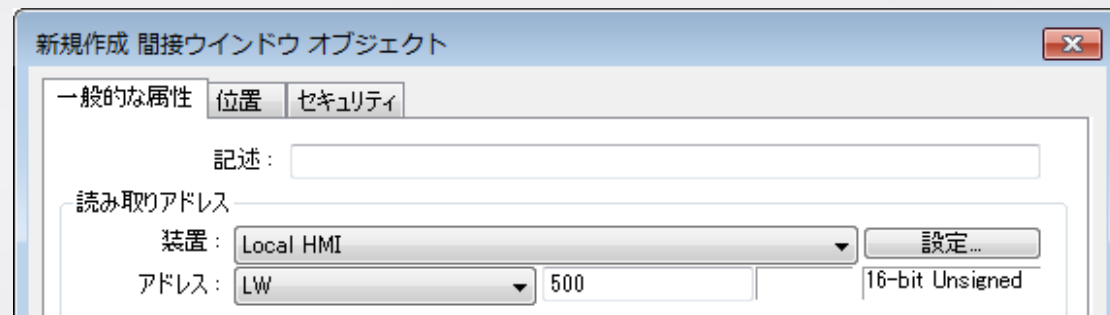 新規作成 間接ウインドウ オブジェクト
一般的な属性 位置 セキュリティ
記述：
読み取りアドレス
装置： Local HMI 設定...
アドレス： LW 500 16-bit Unsigned